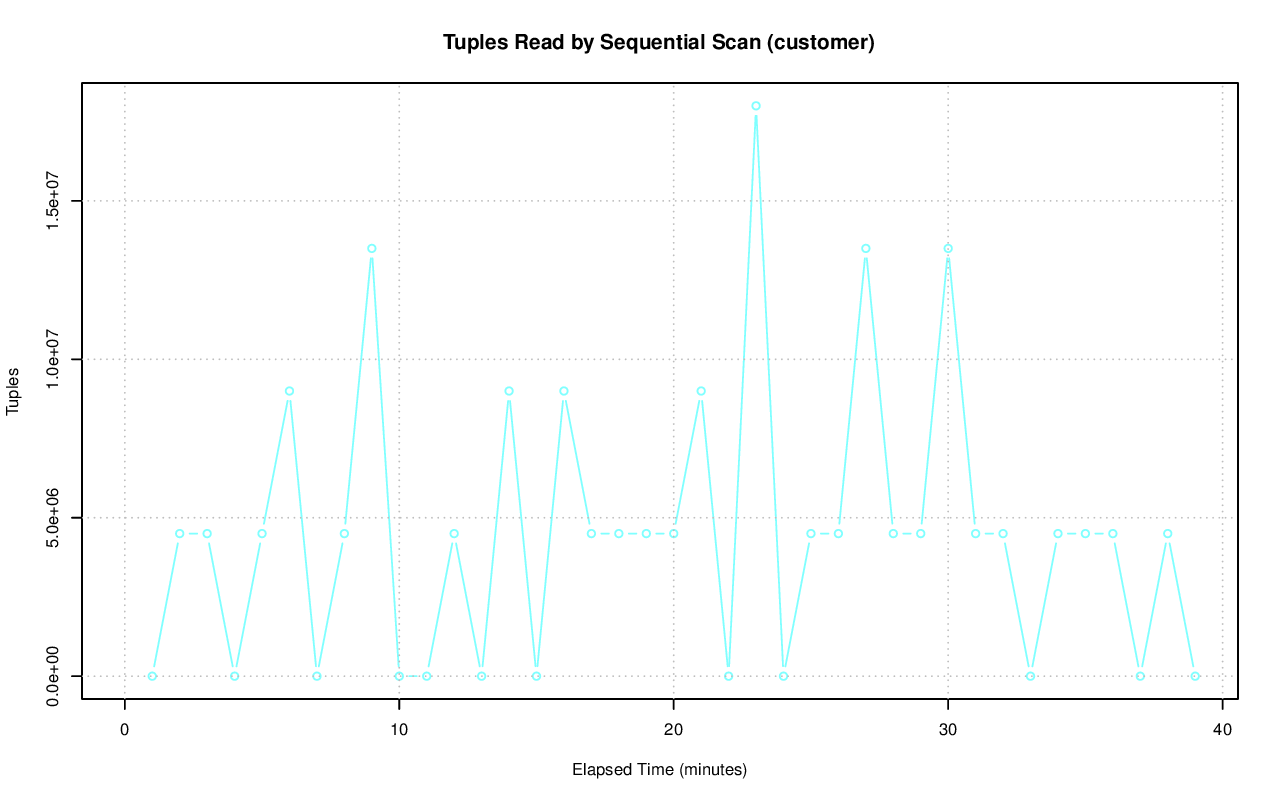 Tuples Read by Sequential Scan (customer)
Tuples
1.5e+07
1.0e+07
5.0e+06
0.0e+00
0 10 20 30 40
Elapsed Time (minutes)